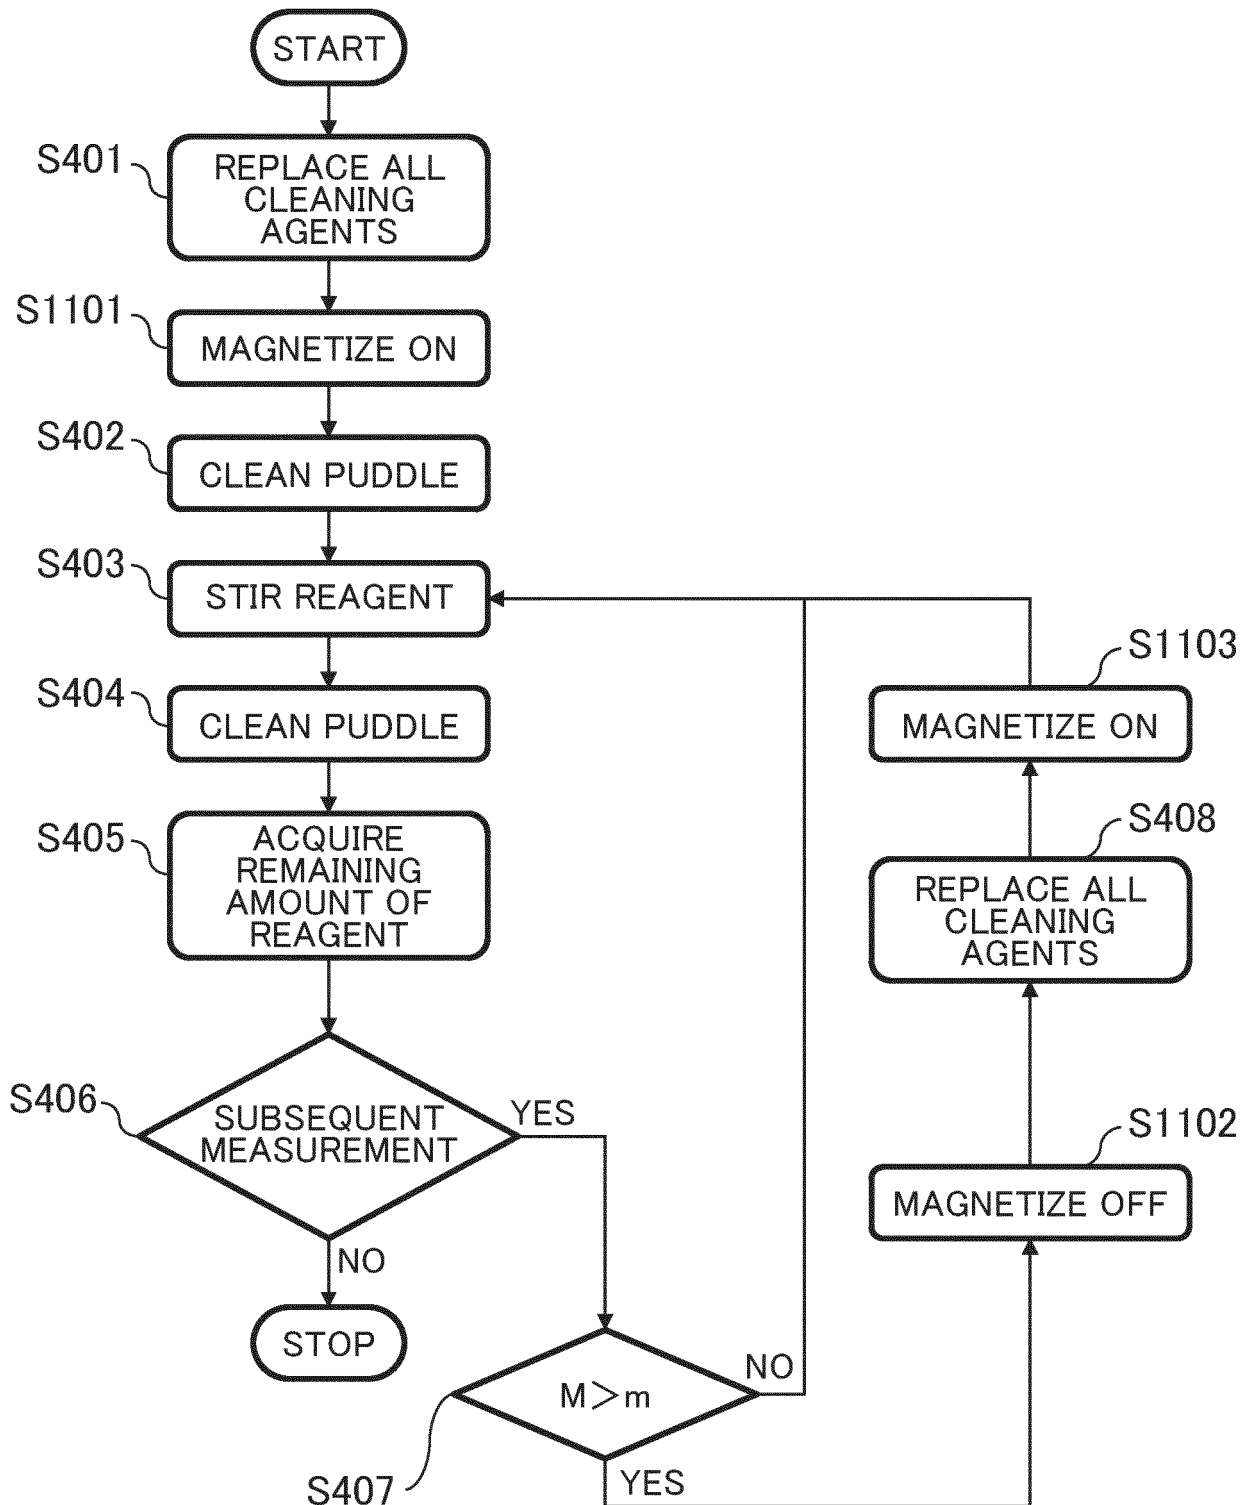 START
S401
REPLACE ALL
CLEANING
AGENTS
S1101
MAGNETIZE ON
S402
CLEAN PUDDLE
S403
STIR REAGENT
S404
CLEAN PUDDLE
S405
ACQUIRE
REMAINING
AMOUNT OF
REAGENT
S406
SUBSEQUENT
MEASUREMENT
YES
NO
STOP
S407
M>m
NO
YES
S1102
MAGNETIZE OFF
S408
REPLACE ALL
CLEANING
AGENTS
S1103
MAGNETIZE ON